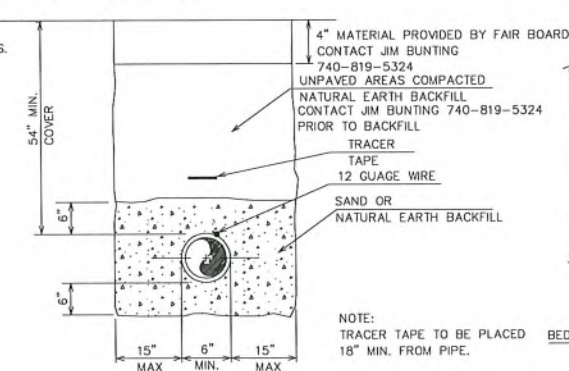 S.
4" MATERIAL PROVIDED BY FAIR BOARD
CONTACT JIM BUNTING
740-819-5324
UNPAVED AREAS COMPACTED
NATURAL EARTH BACKFILL
CONTACT JIM BUNTING 740-819-5324
PRIOR TO BACKFILL
54" MIN.
COVER
TRACER
TAPE
12 GUAGE WIRE
6"
SAND OR
NATURAL EARTH BACKFILL
6"
15"
MAX
6"
MIN.
15"
MAX
NOTE:
TRACER TAPE TO BE PLACED
18" MIN. FROM PIPE.
BED